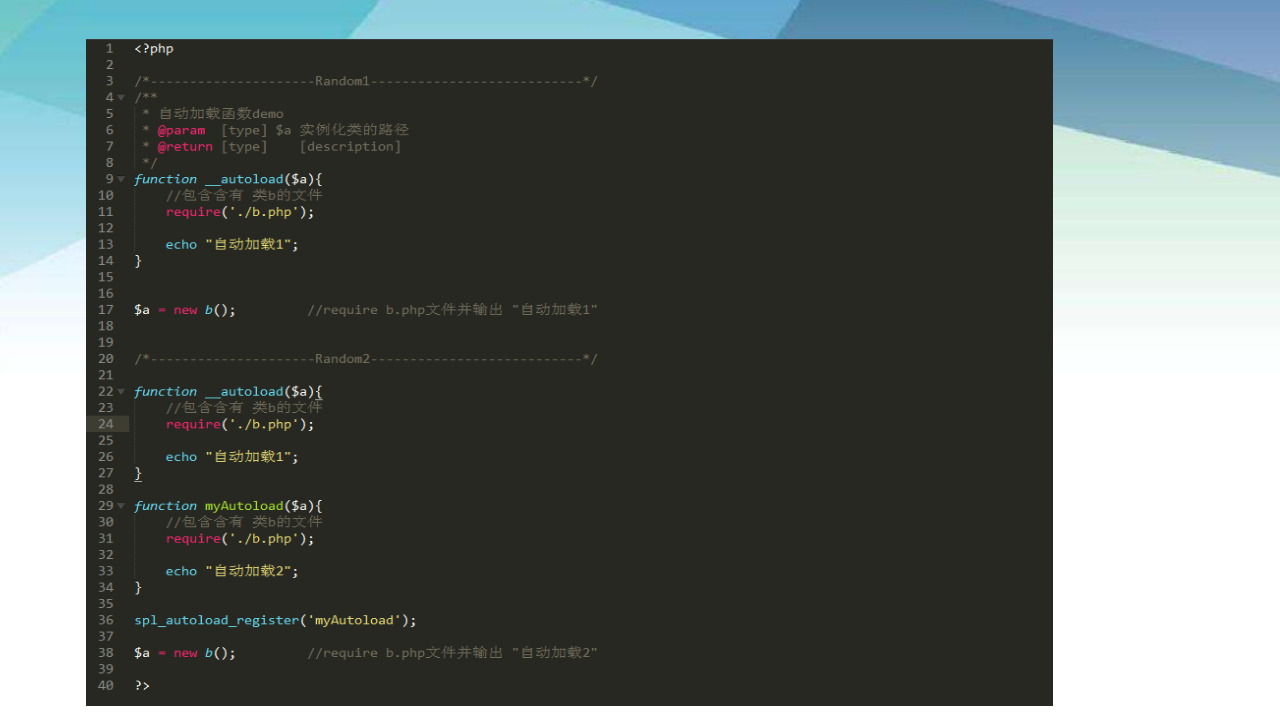 1 <?php
2
3 /*---------------------Random1---------------------------*/
4 /**
5 * 自动加载函数demo
6 * @param [type] $a 实例化类的路径
7 * @return [type] [description]
8 */
9 function __autoload($a){
10 //包含含有 类b的文件
11 require('./b.php');
12
13 echo "自动加载1";
14 }
15
16
17 $a = new b(); //require b.php文件并输出 "自动加载1"
18
19
20 /*---------------------Random2---------------------------*/
21
22 function __autoload($a){
23 //包含含有 类b的文件
24 require('./b.php');
25
26 echo "自动加载1";
27 }
28
29 function myAutoload($a){
30 //包含含有 类b的文件
31 require('./b.php');
32
33 echo "自动加载2";
34 }
35
36 spl_autoload_register('myAutoload');
37
38 $a = new b(); //require b.php文件并输出 "自动加载2"
39
40 ?>